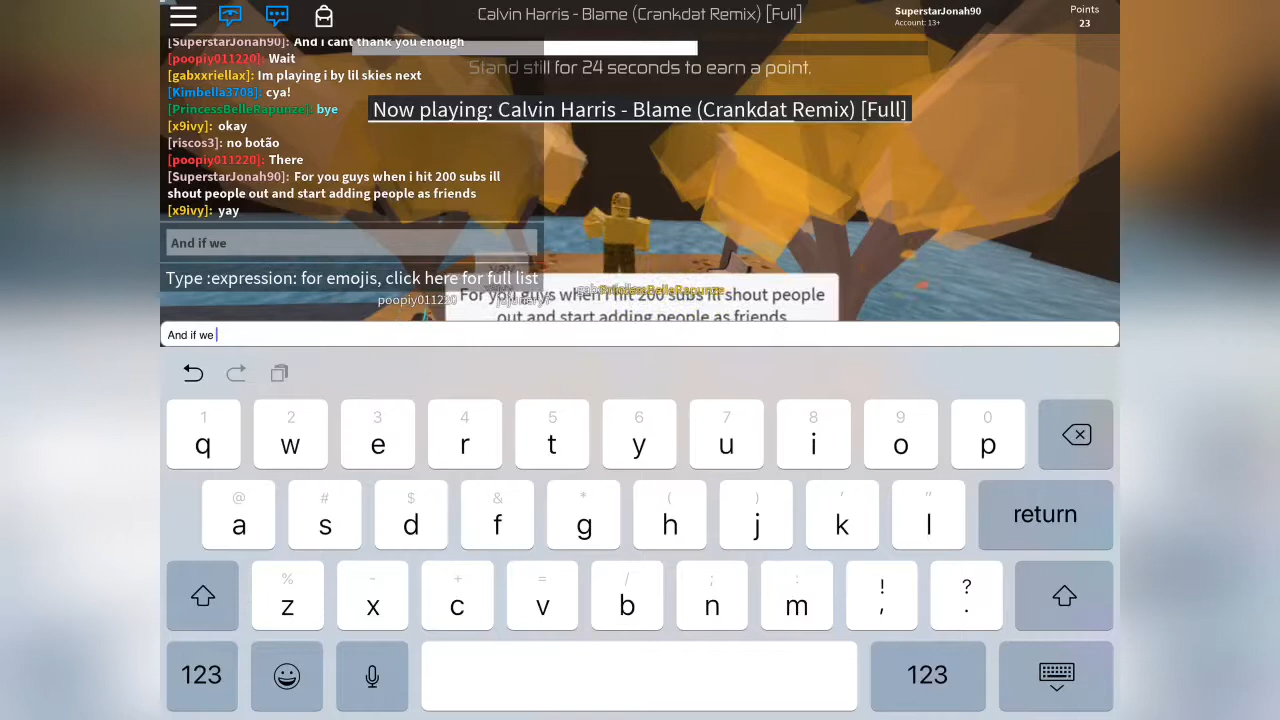 Calvin Harris - Blame (Crankdat Remix) [Full]
SuperstarJonah90
Account: 13+
Points
23
[SuperstarJonah90]: And i cant thank you enough
[poopiy011220]: Wait
[gabxxriellax]: Im playing i by lil skies next
[Kimbella3708]: cya!
[PrincessBelleRapunze]: bye
[x9ivy]: okay
[riscos3]: no botão
[poopiy011220]: There
[SuperstarJonah90]: For you guys when i hit 200 subs ill
shout people out and start adding people as friends
[x9ivy]: yay
Stand still for 24 seconds to earn a point.
Now playing: Calvin Harris - Blame (Crankdat Remix) [Full]
And if we
Type :expression: for emojis, click here for full list
poopiy011220
PrincessBelleRapunze
For you guys when i hit 200 subs ill shout people
out and start adding people as friends
And if we
1 2 3 4 5 6 7 8 9 0
q w e r t y u i o p
@ # $ & * ( ) ' "
a s d f g h j k l return
% - + = / ; : ! ?
z x c v b n m , .
123 123